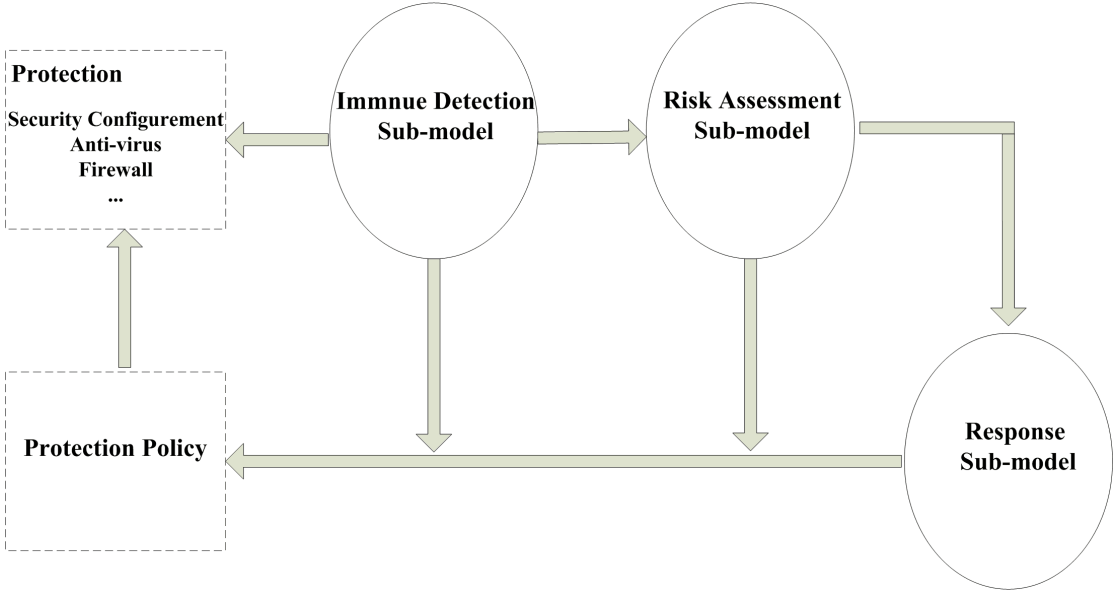 Protection
Security Configurement
Anti-virus
Firewall
...
Immnue Detection
Sub-model
Risk Assessment
Sub-model
Protection Policy
Response
Sub-model